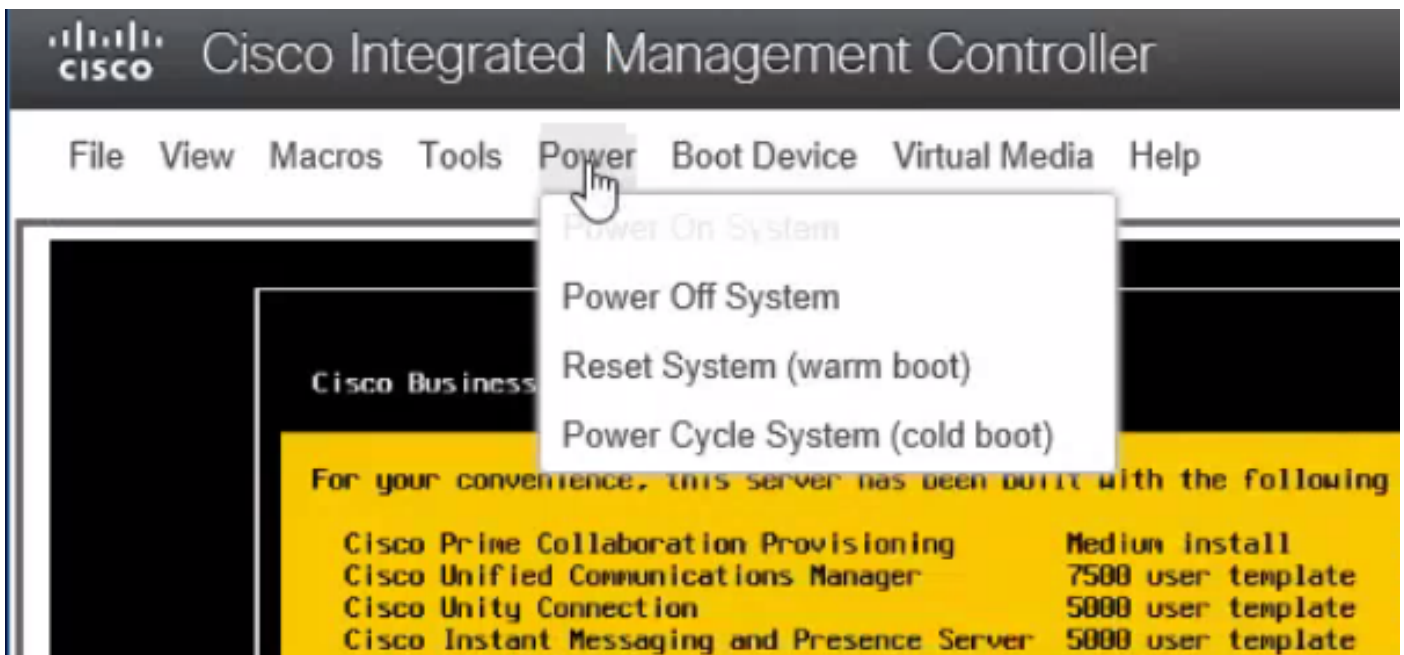 CISCO Cisco Integrated Management Controller
File View Macros Tools Power Boot Device Virtual Media Help
Power On System
Power Off System
Reset System (warm boot)
Power Cycle System (cold boot)
Cisco Business
For your convenience, this server has been built with the following
Cisco Prime Collaboration Provisioning Medium install
Cisco Unified Communications Manager 7500 user template
Cisco Unity Connection 5000 user template
Cisco Instant Messaging and Presence Server 5000 user template